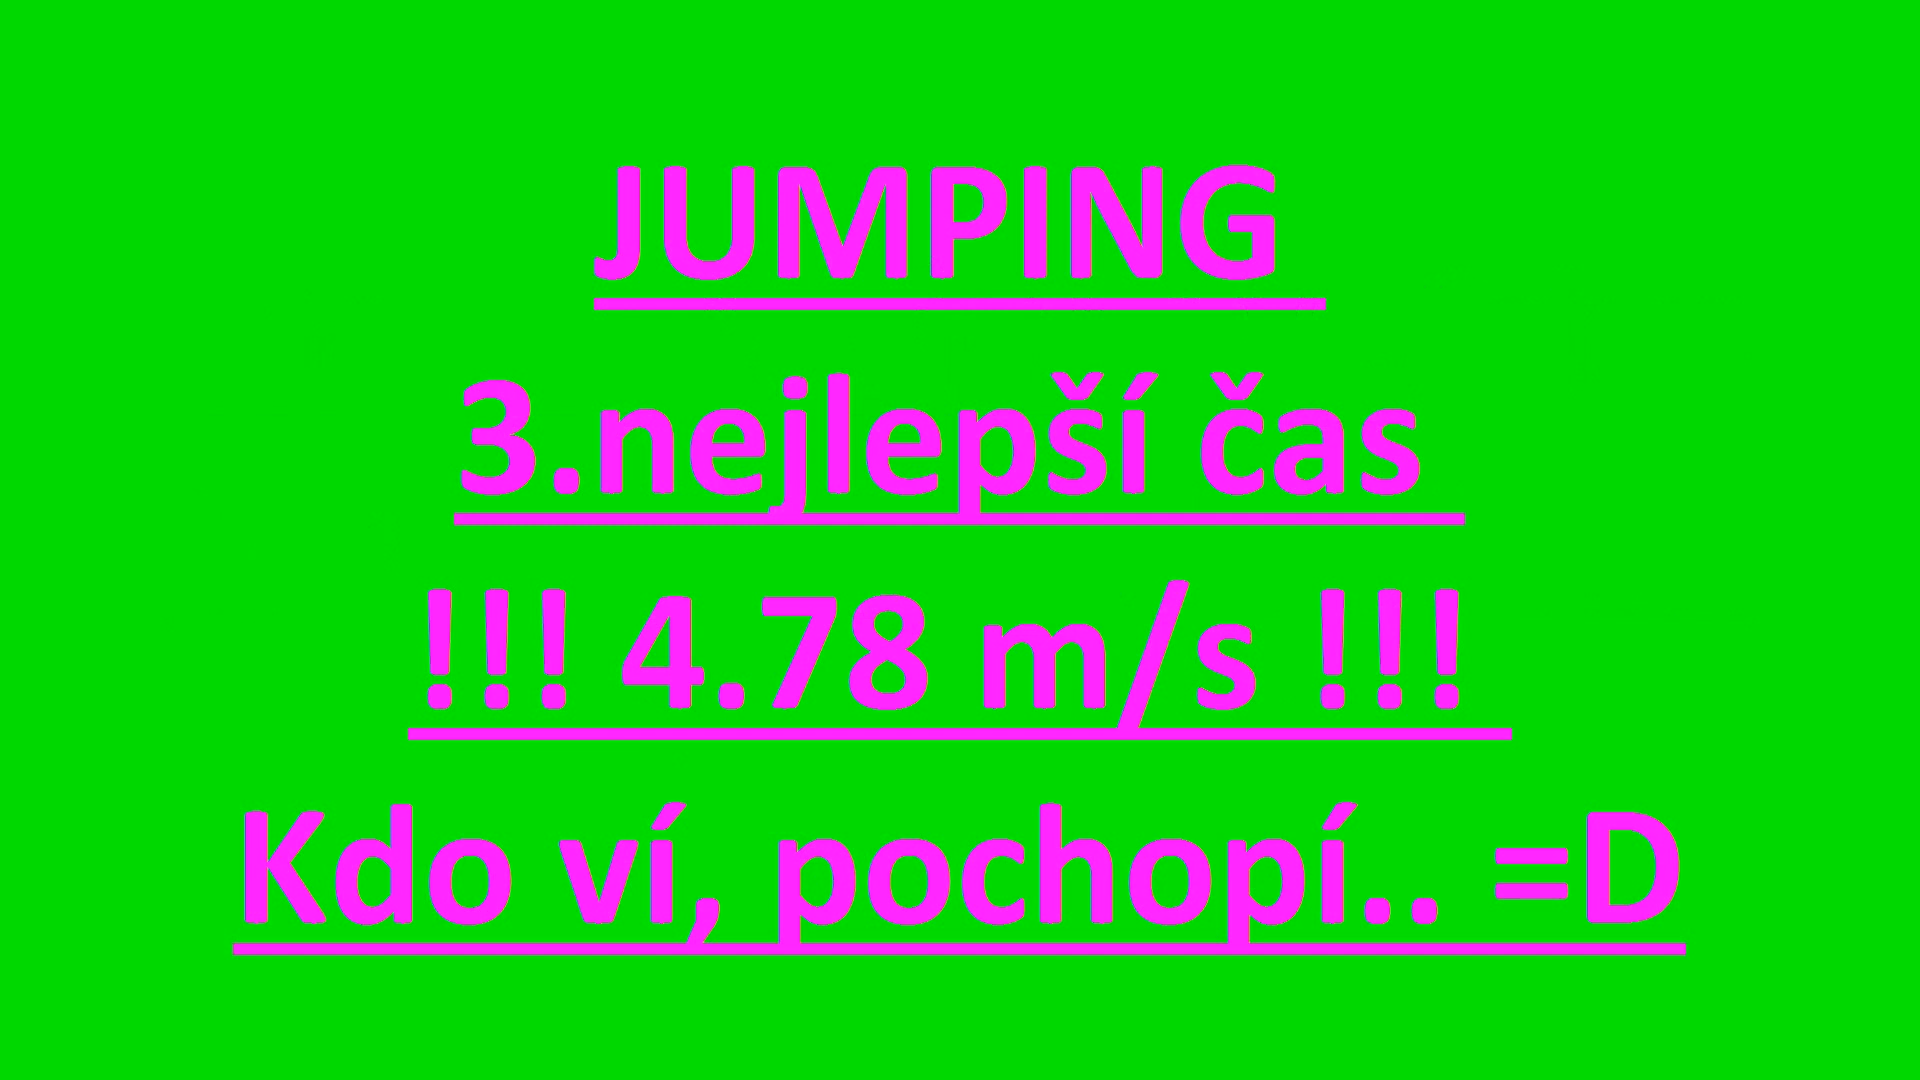 JUMPING
3.nejlepší čas
!!! 4.78 m/s !!!
Kdo ví, pochopí.. =D